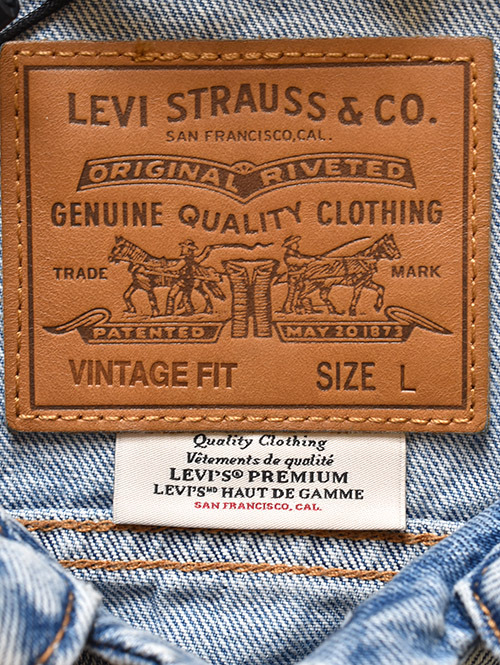 LEVI STRAUSS & CO.
SAN FRANCISCO, CAL.
ORIGINAL RIVETED
GENUINE QUALITY CLOTHING
TRADE MARK
PATENTED MAY 20 1873
VINTAGE FIT SIZE L
Quality Clothing
Vêtements de qualité
LEVI'S® PREMIUM
LEVI'S MD HAUT DE GAMME
SAN FRANCISCO, CAL.